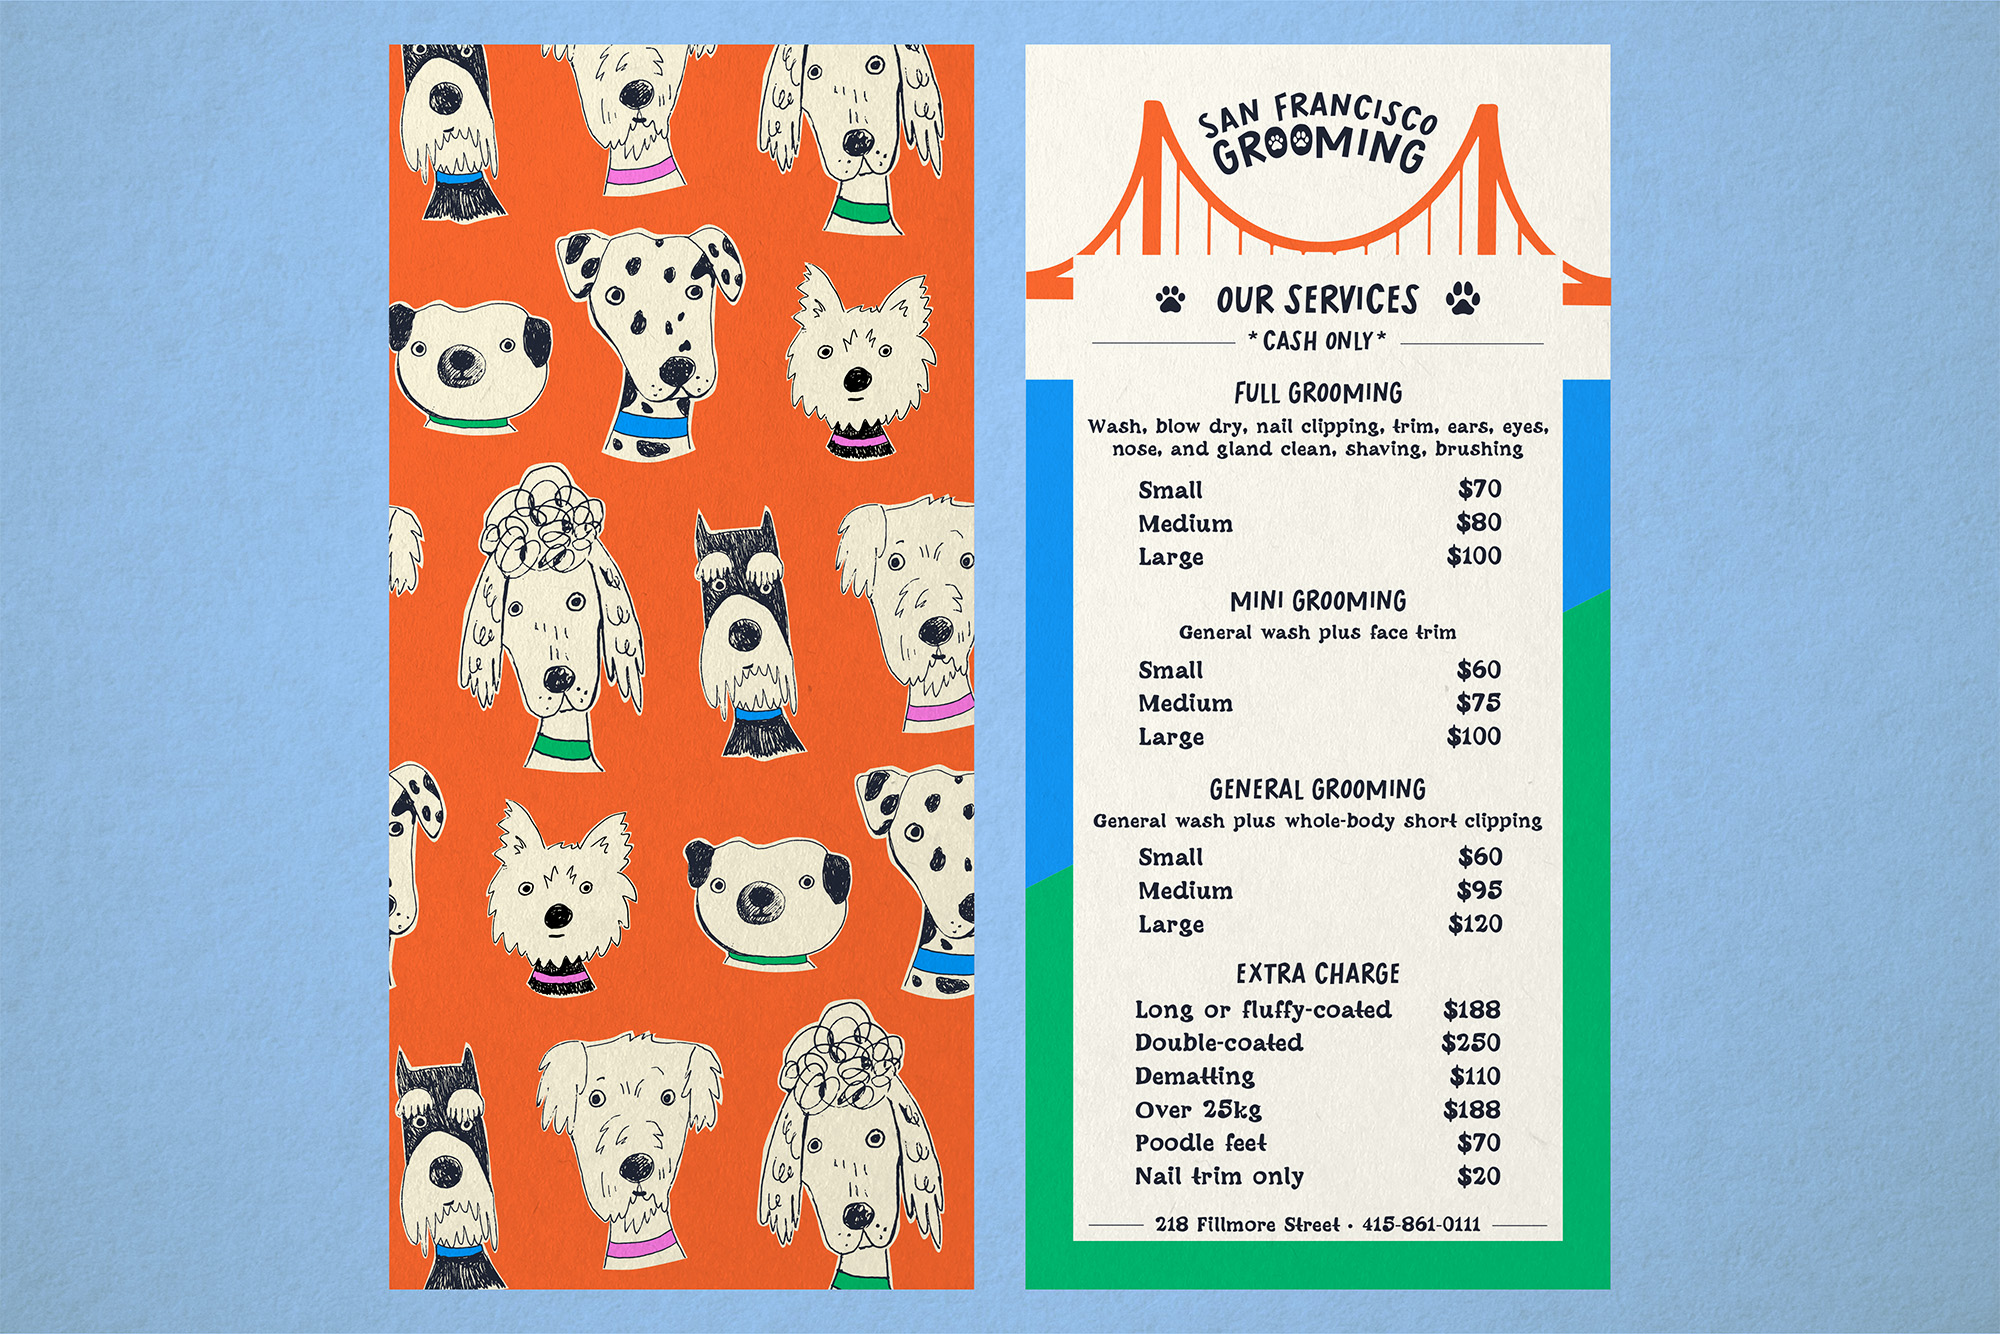 SAN FRANCISCO
GROOMING
OUR SERVICES
*CASH ONLY*
FULL GROOMING
Wash, blow dry, nail clipping, trim, ears, eyes,
nose, and gland clean, shaving, brushing
Small $70
Medium $80
Large $100
MINI GROOMING
General wash plus face trim
Small $60
Medium $75
Large $100
GENERAL GROOMING
General wash plus whole-body short clipping
Small $60
Medium $95
Large $120
EXTRA CHARGE
Long or fluffy-coated $188
Double-coated $250
Dematting $110
Over 25kg $188
Poodle feet $70
Nail trim only $20
218 Fillmore Street • 415-861-0111